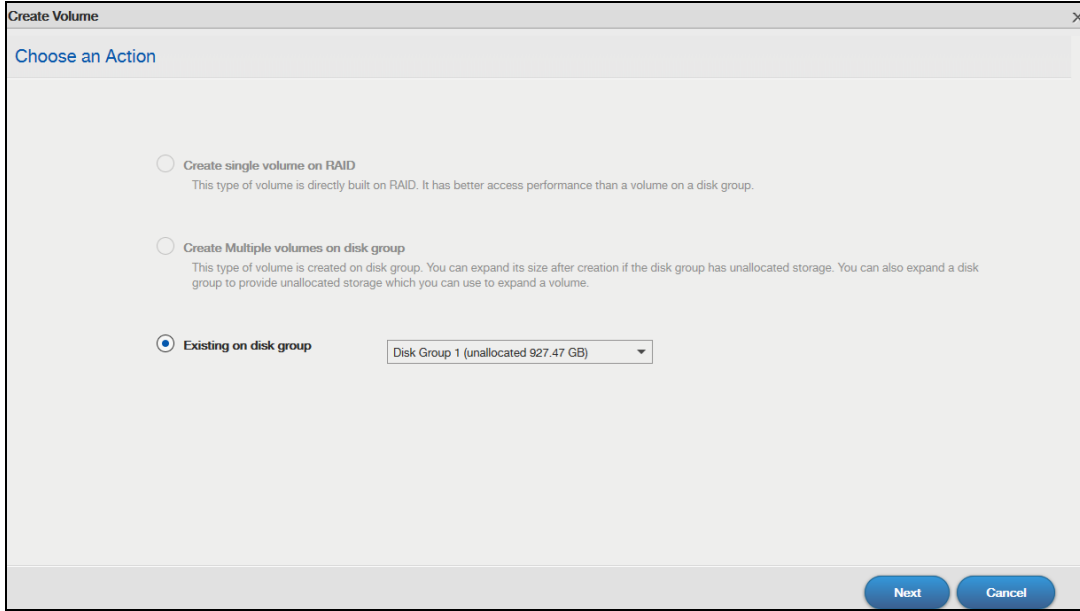 Create Volume
Choose an Action
Create single volume on RAID
This type of volume is directly built on RAID. It has better access performance than a volume on a disk group.
Create Multiple volumes on disk group
This type of volume is created on disk group. You can expand its size after creation if the disk group has unallocated storage. You can also expand a disk
group to provide unallocated storage which you can use to expand a volume.
Existing on disk group
Disk Group 1 (unallocated 927.47 GB)
Next
Cancel